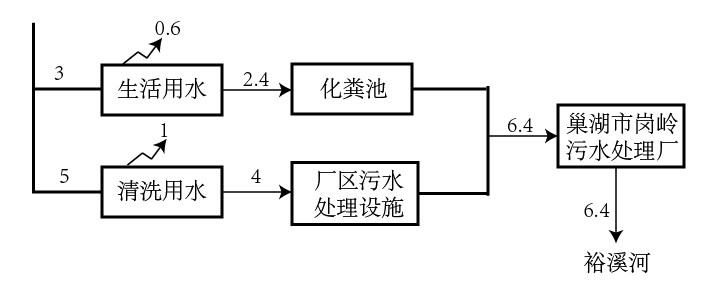 0.6
3
生活用水
2.4
化粪池
6.4
巢湖市岗岭
污水处理厂
1
5
清洗用水
4
厂区污水
处理设施
6.4
裕溪河